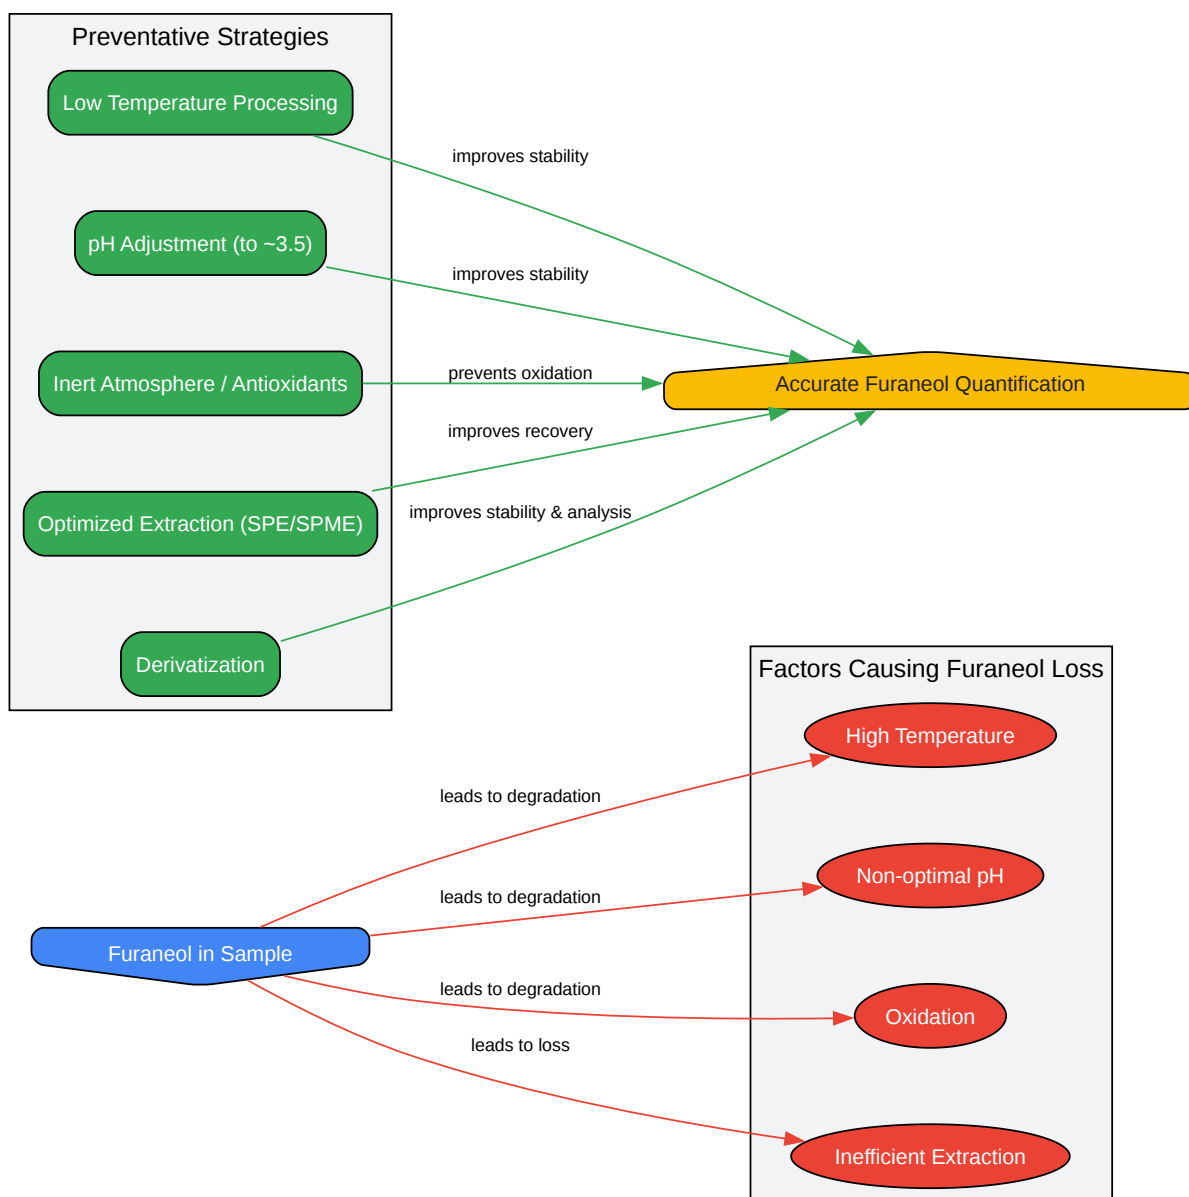 Preventative Strategies
Low Temperature Processing
improves stability
pH Adjustment (to ~3.5)
improves stability
Inert Atmosphere / Antioxidants
prevents oxidation
Accurate Furaneol Quantification
improves recovery
Optimized Extraction (SPE/SPME)
improves stability & analysis
Derivatization
Factors Causing Furaneol Loss
High Temperature
leads to degradation
Non-optimal pH
leads to degradation
Furaneol in Sample
leads to degradation
Oxidation
leads to loss
Inefficient Extraction